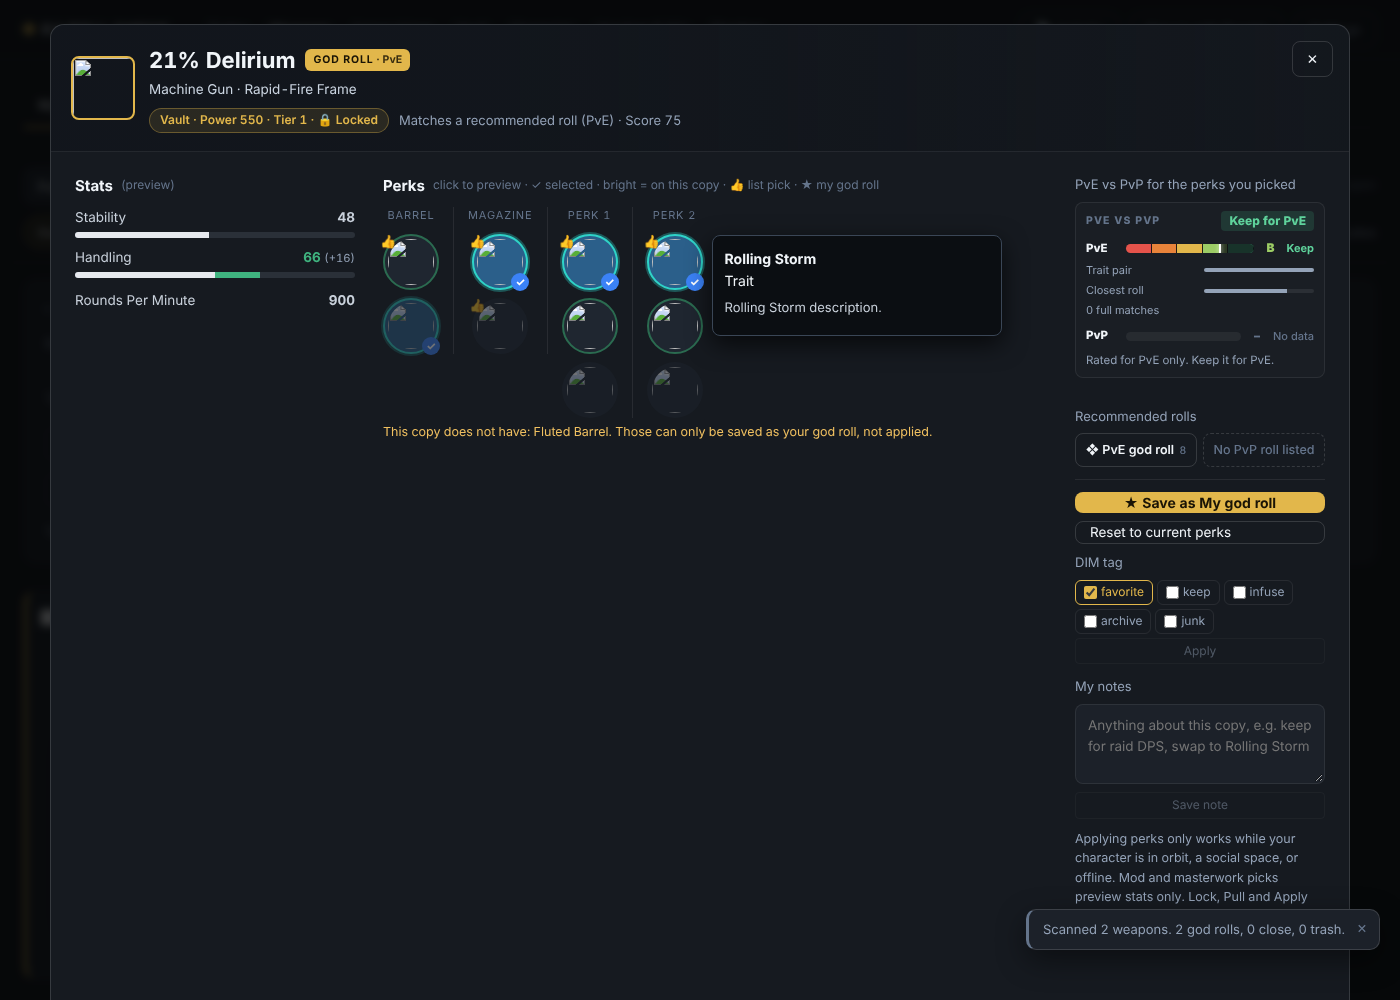 21% Delirium GOD ROLL · PvE
Machine Gun · Rapid-Fire Frame
Vault · Power 550 · Tier 1 · 🔒 Locked Matches a recommended roll (PvE) · Score 75
×
Stats (preview)
Stability 48
Handling 66 (+16)
Rounds Per Minute 900
Perks click to preview · ✓ selected · bright = on this copy · 👍 list pick · ★ my god roll
BARREL MAGAZINE PERK 1 PERK 2
Rolling Storm
Trait
Rolling Storm description.
This copy does not have: Fluted Barrel. Those can only be saved as your god roll, not applied.
PvE vs PvP for the perks you picked
PVE VS PVP Keep for PvE
PvE B Keep
Trait pair
Closest roll
0 full matches
PvP – No data
Rated for PvE only. Keep it for PvE.
Recommended rolls
❖ PvE god roll 8 No PvP roll listed
★ Save as My god roll
Reset to current perks
DIM tag
favorite keep infuse
archive junk
Apply
My notes
Anything about this copy, e.g. keep
for raid DPS, swap to Rolling Storm
Save note
Applying perks only works while your
character is in orbit, a social space, or
offline. Mod and masterwork picks
preview stats only. Lock, Pull and Apply
Scanned 2 weapons. 2 god rolls, 0 close, 0 trash. ×